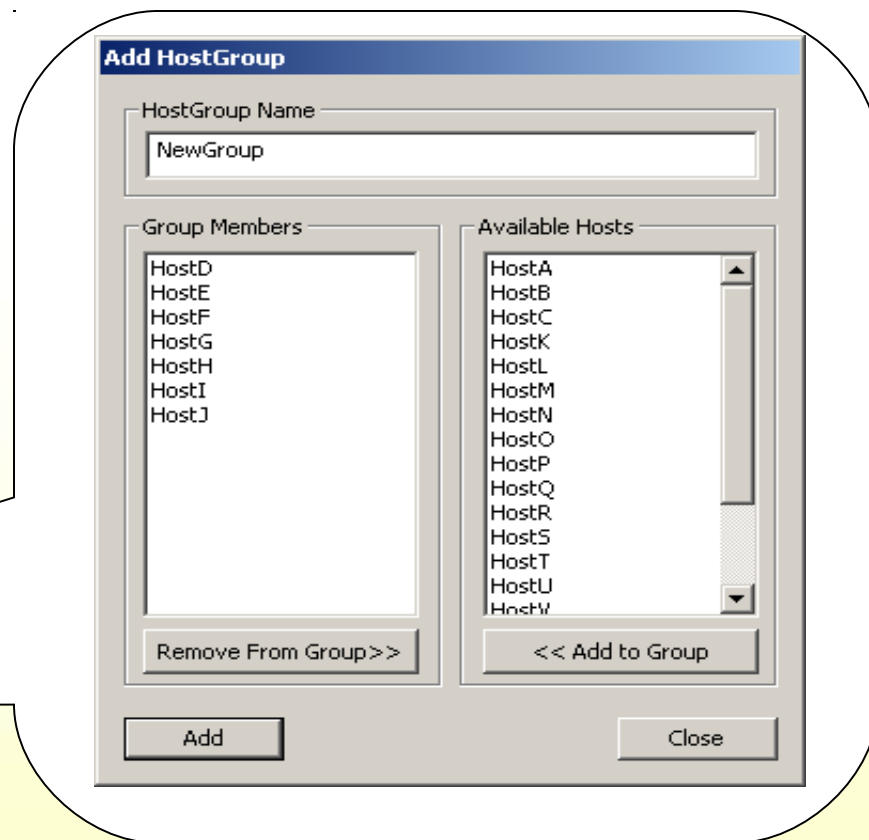 Add HostGroup
HostGroup Name
NewGroup
Group Members
HostD
HostE
HostF
HostG
HostH
HostI
HostJ
Remove From Group>>
Available Hosts
HostA
HostB
HostC
HostK
HostL
HostM
HostN
HostO
HostP
HostQ
HostR
HostS
HostT
HostU
HostV
<< Add to Group
Add
Close